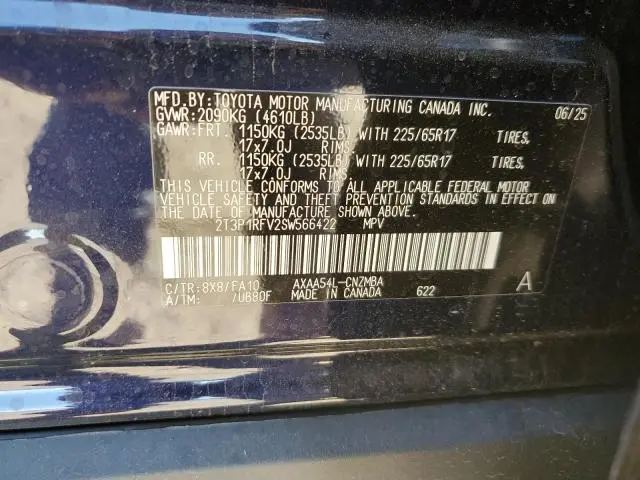 MFD.BY:TOYOTA MOTOR MANUFACTURING CANADA INC. 06/25
GVWR:2090KG (4610LB)
GAWR:FRT. 1150KG (2535LB) WITH 225/65R17 TIRES,
17x7.0J RIMS
RR. 1150KG (2535LB) WITH 225/65R17 TIRES,
17x7.0J RIMS
THIS VEHICLE CONFORMS TO ALL APPLICABLE FEDERAL MOTOR
VEHICLE SAFETY AND THEFT PREVENTION STANDARDS IN EFFECT ON
THE DATE OF MANUFACTURE SHOWN ABOVE.
2T3P1RFV2SW566422 MPV
C/TR:8X8/FA10 AXAA54L-CNZMBA A
A/TM: /UB80F MADE IN CANADA 622